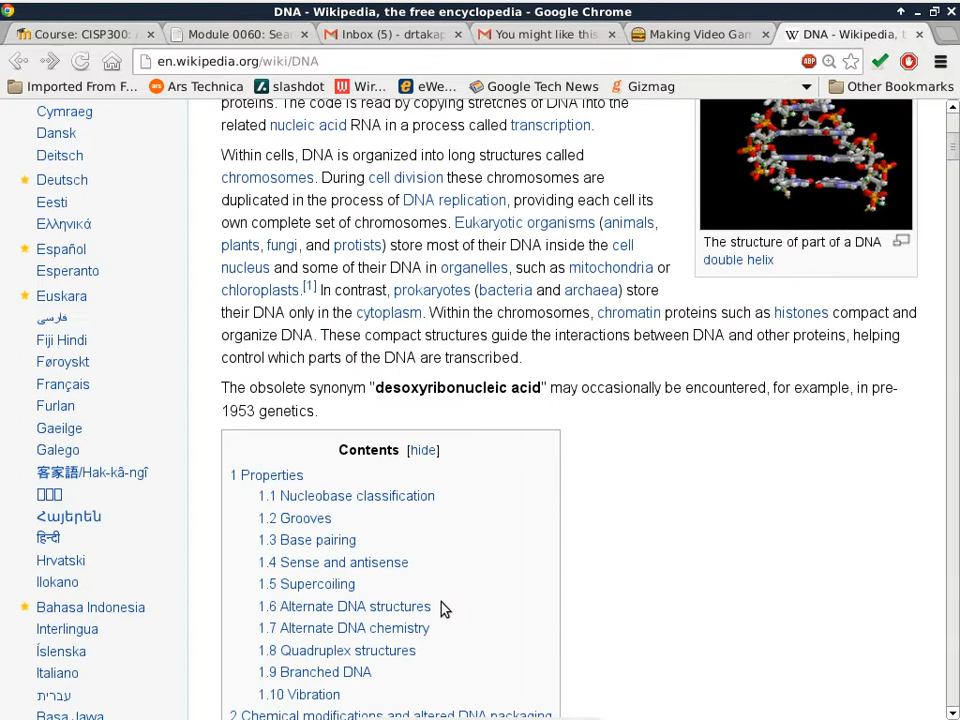 DNA - Wikipedia, the free encyclopedia - Google Chrome
Course: CISP300:
Module 0060: Sea
Inbox (5) - drtakap
You might like this
Making Video Gam
DNA - Wikipedia, t
en.wikipedia.org/wiki/DNA
ABP
Imported From F...
Ars Technica
slashdot
Wir...
eWe...
Google Tech News
Gizmag
Other Bookmarks
Cymraeg
Dansk
Deitsch
Deutsch
Eesti
Ελληνικά
Español
Esperanto
Euskara
فارسی
Fiji Hindi
Føroyskt
Français
Furlan
Gaeilge
Galego
客家語/Hak-kâ-ngî
Հայերեն
हिन्दी
Hrvatski
Ilokano
Bahasa Indonesia
Interlingua
Íslenska
Italiano
עברית
Basa Jawa
proteins. The code is read by copying stretches of DNA into the
related nucleic acid RNA in a process called transcription.
Within cells, DNA is organized into long structures called
chromosomes. During cell division these chromosomes are
duplicated in the process of DNA replication, providing each cell its
own complete set of chromosomes. Eukaryotic organisms (animals,
plants, fungi, and protists) store most of their DNA inside the cell
nucleus and some of their DNA in organelles, such as mitochondria or
chloroplasts.[1] In contrast, prokaryotes (bacteria and archaea) store
their DNA only in the cytoplasm. Within the chromosomes, chromatin proteins such as histones compact and
organize DNA. These compact structures guide the interactions between DNA and other proteins, helping
control which parts of the DNA are transcribed.
The structure of part of a DNA
double helix
The obsolete synonym "desoxyribonucleic acid" may occasionally be encountered, for example, in pre-
1953 genetics.
Contents [hide]
1 Properties
1.1 Nucleobase classification
1.2 Grooves
1.3 Base pairing
1.4 Sense and antisense
1.5 Supercoiling
1.6 Alternate DNA structures
1.7 Alternate DNA chemistry
1.8 Quadruplex structures
1.9 Branched DNA
1.10 Vibration
2 Chemical modifications and altered DNA packaging